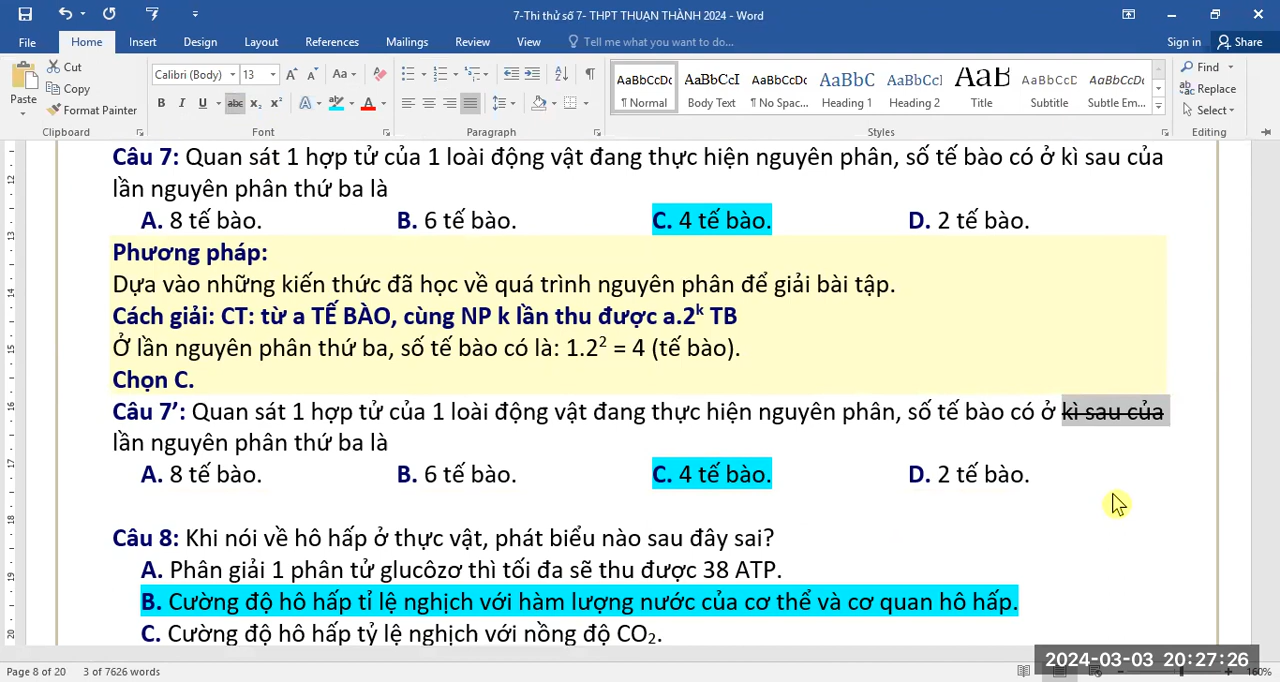 7-Thi thử số 7- THPT THUẬN THÀNH 2024 - Word
File Home Insert Design Layout References Mailings Review View Tell me what you want to do... Sign in Share
Cut
Copy
Format Painter
Paste
Calibri (Body) 13
AaBbCcDc AaBbCcI AaBbCcDc AaBbC AaBbCcI AaB AaBbCcD AaBbCcDc
¶ Normal Body Text ¶ No Spac... Heading 1 Heading 2 Title Subtitle Subtle Em...
Find
Replace
Select
Clipboard Font Paragraph Styles Editing
Câu 7: Quan sát 1 hợp tử của 1 loài động vật đang thực hiện nguyên phân, số tế bào có ở kì sau của
lần nguyên phân thứ ba là
A. 8 tế bào. B. 6 tế bào. C. 4 tế bào. D. 2 tế bào.
Phương pháp:
Dựa vào những kiến thức đã học về quá trình nguyên phân để giải bài tập.
Cách giải: CT: từ a TẾ BÀO, cùng NP k lần thu được a.2ᵏ TB
Ở lần nguyên phân thứ ba, số tế bào có là: 1.2² = 4 (tế bào).
Chọn C.
Câu 7’: Quan sát 1 hợp tử của 1 loài động vật đang thực hiện nguyên phân, số tế bào có ở kì sau của
lần nguyên phân thứ ba là
A. 8 tế bào. B. 6 tế bào. C. 4 tế bào. D. 2 tế bào.
Câu 8: Khi nói về hô hấp ở thực vật, phát biểu nào sau đây sai?
A. Phân giải 1 phân tử glucôzơ thì tối đa sẽ thu được 38 ATP.
B. Cường độ hô hấp tỉ lệ nghịch với hàm lượng nước của cơ thể và cơ quan hô hấp.
C. Cường độ hô hấp tỷ lệ nghịch với nồng độ CO₂.
2024-03-03 20:27:26
Page 8 of 20 3 of 7626 words 160%